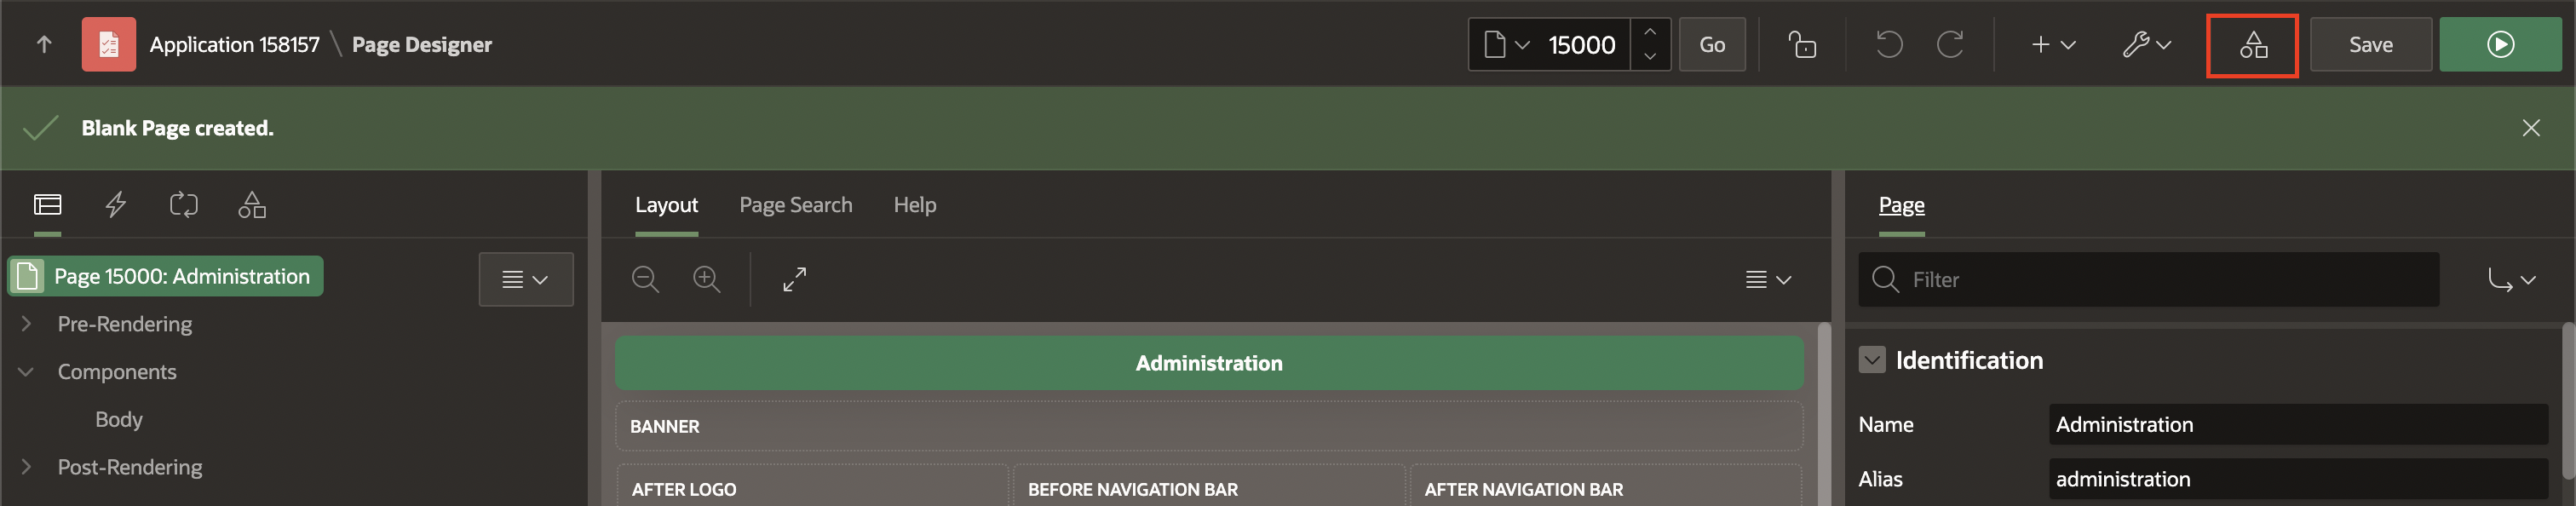 Application 158157 \ Page Designer
15000
Go
Save
Blank Page created.
Layout
Page Search
Help
Page
Page 15000: Administration
Filter
Pre-Rendering
Components
Body
Post-Rendering
Administration
BANNER
AFTER LOGO
BEFORE NAVIGATION BAR
AFTER NAVIGATION BAR
Identification
Name
Administration
Alias
administration